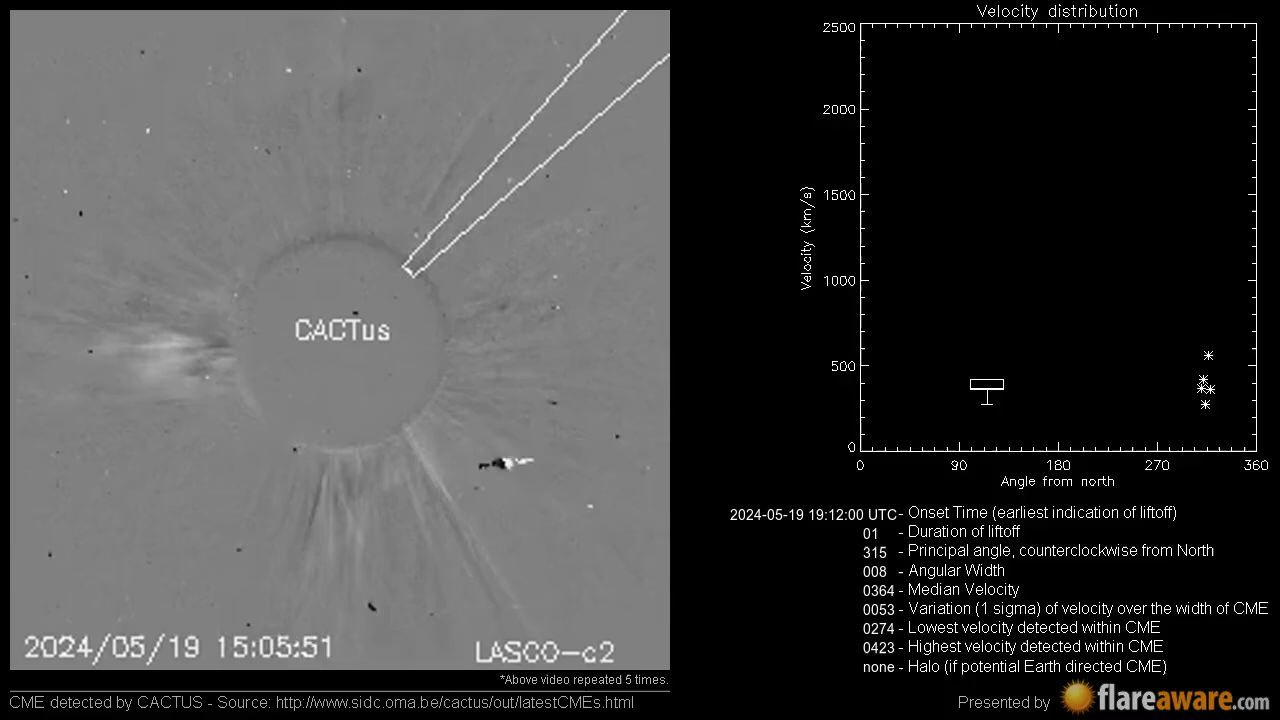 Velocity distribution
2500
2000
1500
1000
500
0
Velocity (km/s)
0 90 180 270 360
Angle from north
CACTus
2024/05/19 15:05:51 LASCO-c2
*Above video repeated 5 times.
CME detected by CACTUS - Source: http://www.sidc.oma.be/cactus/out/latestCMEs.html
2024-05-19 19:12:00 UTC - Onset Time (earliest indication of liftoff)
01 - Duration of liftoff
315 - Principal angle, counterclockwise from North
008 - Angular Width
0364 - Median Velocity
0053 - Variation (1 sigma) of velocity over the width of CME
0274 - Lowest velocity detected within CME
0423 - Highest velocity detected within CME
none - Halo (if potential Earth directed CME)
Presented by flareaware.com